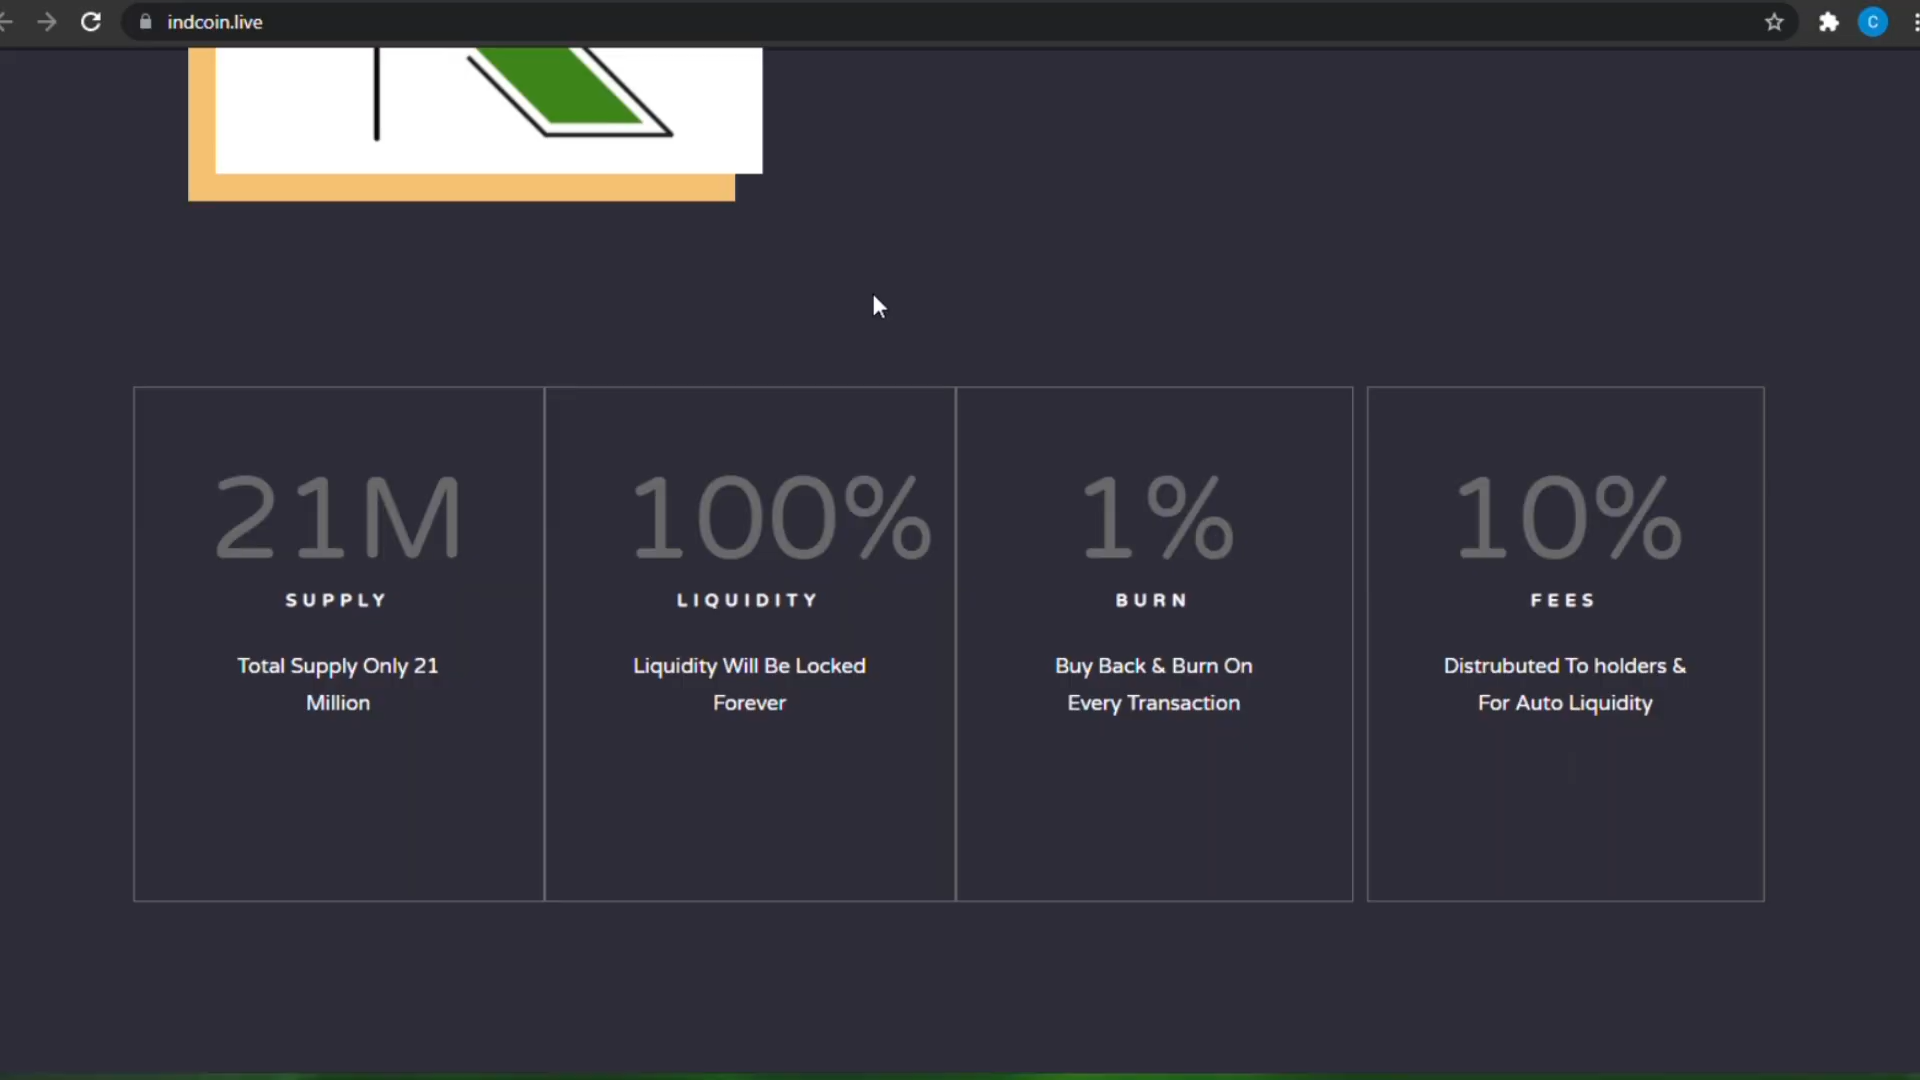 indcoin.live
C
21M
SUPPLY
Total Supply Only 21
Million
100%
LIQUIDITY
Liquidity Will Be Locked
Forever
1%
BURN
Buy Back & Burn On
Every Transaction
10%
FEES
Distrubuted To holders &
For Auto Liquidity